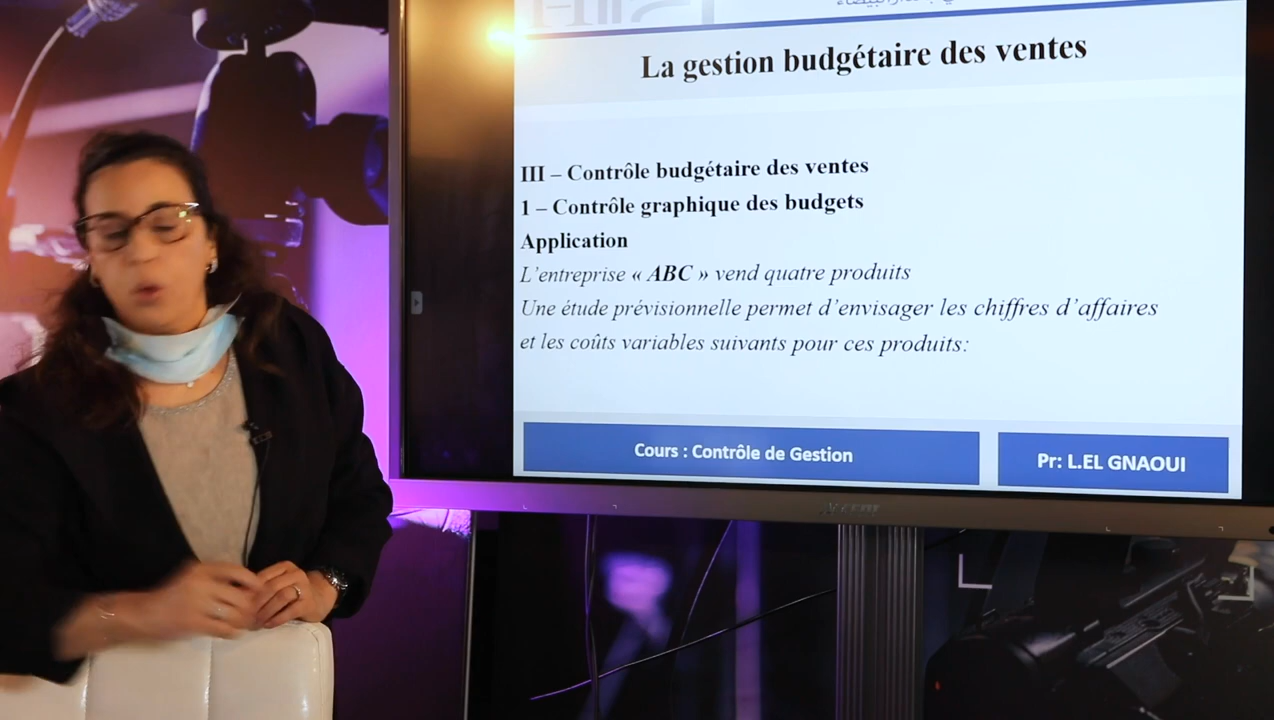 La gestion budgétaire des ventes
III – Contrôle budgétaire des ventes
1 – Contrôle graphique des budgets
Application
L'entreprise « ABC » vend quatre produits
Une étude prévisionnelle permet d'envisager les chiffres d'affaires
et les coûts variables suivants pour ces produits:
Cours : Contrôle de Gestion
Pr: L.EL GNAOUI